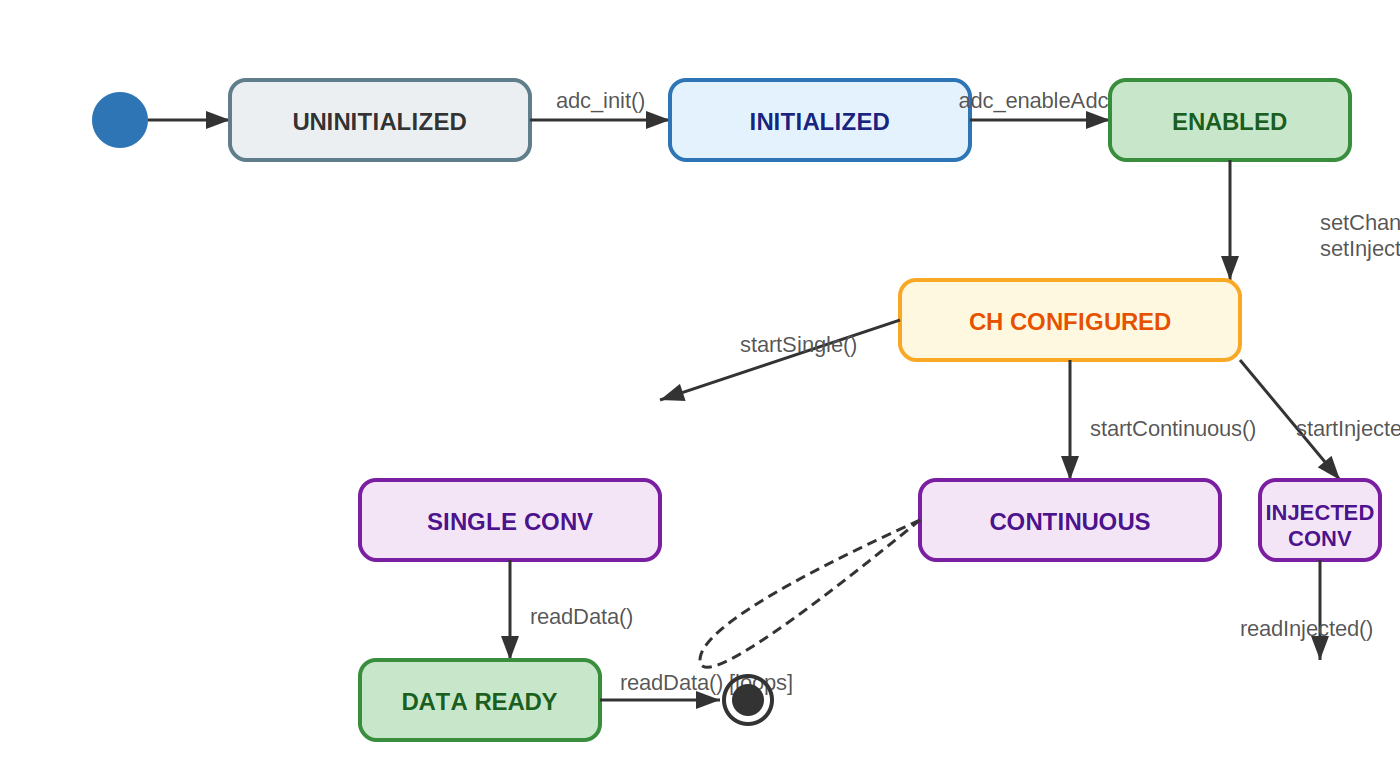 UNINITIALIZED
adc_init()
INITIALIZED
adc_enableAdc
ENABLED
setChan
setInject
CH CONFIGURED
startSingle()
startContinuous()
startInjecte
SINGLE CONV
CONTINUOUS
INJECTED
CONV
readData()
readInjected()
DATA READY
readData() [loops]